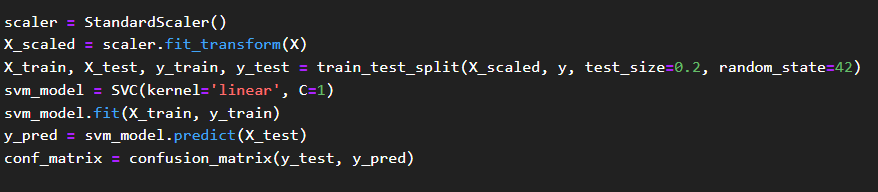 scaler = StandardScaler()
X_scaled = scaler.fit_transform(X)
X_train, X_test, y_train, y_test = train_test_split(X_scaled, y, test_size=0.2, random_state=42)
svm_model = SVC(kernel='linear', C=1)
svm_model.fit(X_train, y_train)
y_pred = svm_model.predict(X_test)
conf_matrix = confusion_matrix(y_test, y_pred)